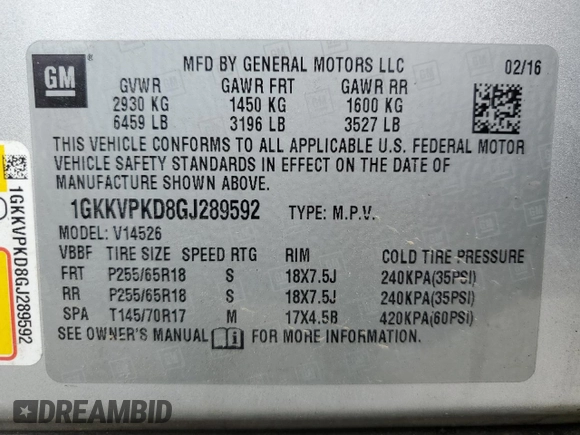 GM
MFD BY GENERAL MOTORS LLC 02/16
GVWR GAWR FRT GAWR RR
2930 KG 1450 KG 1600 KG
6459 LB 3196 LB 3527 LB
THIS VEHICLE CONFORMS TO ALL APPLICABLE U.S. FEDERAL MOTOR
VEHICLE SAFETY STANDARDS IN EFFECT ON THE DATE OF
MANUFACTURE SHOWN ABOVE.
1GKKVPKD8GJ289592 TYPE: M.P.V.
MODEL: V14526
VBBF TIRE SIZE SPEED RTG RIM COLD TIRE PRESSURE
FRT P255/65R18 S 18X7.5J 240KPA(35PSI)
RR P255/65R18 S 18X7.5J 240KPA(35PSI)
SPA T145/70R17 M 17X4.5B 420KPA(60PSI)
SEE OWNER'S MANUAL FOR MORE INFORMATION.
1GKKVPKD8GJ289592
DREAMBID